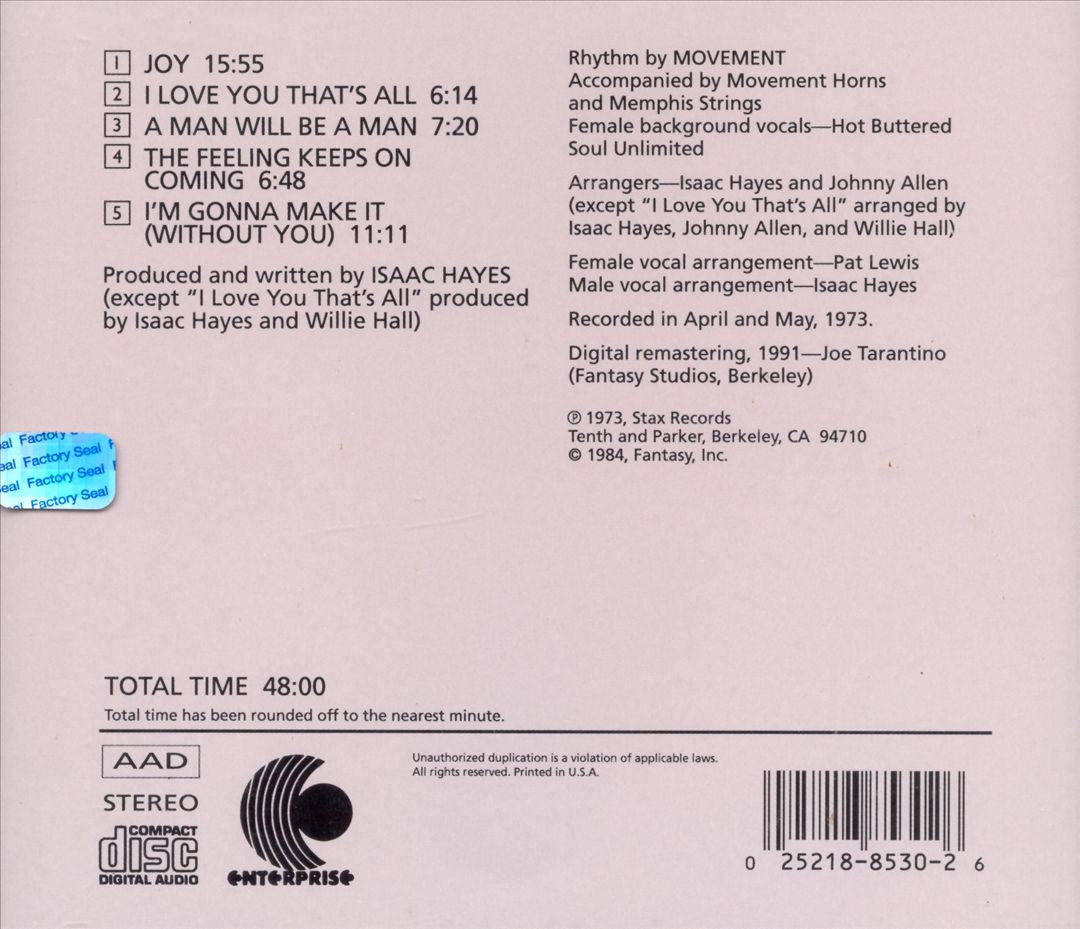 1 JOY 15:55
2 I LOVE YOU THAT'S ALL 6:14
3 A MAN WILL BE A MAN 7:20
4 THE FEELING KEEPS ON
COMING 6:48
5 I'M GONNA MAKE IT
(WITHOUT YOU) 11:11
Produced and written by ISAAC HAYES
(except "I Love You That's All" produced
by Isaac Hayes and Willie Hall)
Rhythm by MOVEMENT
Accompanied by Movement Horns
and Memphis Strings
Female background vocals—Hot Buttered
Soul Unlimited
Arrangers—Isaac Hayes and Johnny Allen
(except "I Love You That's All" arranged by
Isaac Hayes, Johnny Allen, and Willie Hall)
Female vocal arrangement—Pat Lewis
Male vocal arrangement—Isaac Hayes
Recorded in April and May, 1973.
Digital remastering, 1991—Joe Tarantino
(Fantasy Studios, Berkeley)
℗ 1973, Stax Records
Tenth and Parker, Berkeley, CA 94710
© 1984, Fantasy, Inc.
al Factory
eal Factory Seal F
eal Factory Seal
al Factory Seal
TOTAL TIME 48:00
Total time has been rounded off to the nearest minute.
AAD
STEREO
COMPACT
disc
DIGITAL AUDIO
ENTERPRISE
Unauthorized duplication is a violation of applicable laws.
All rights reserved. Printed in U.S.A.
0 25218-8530-2 6